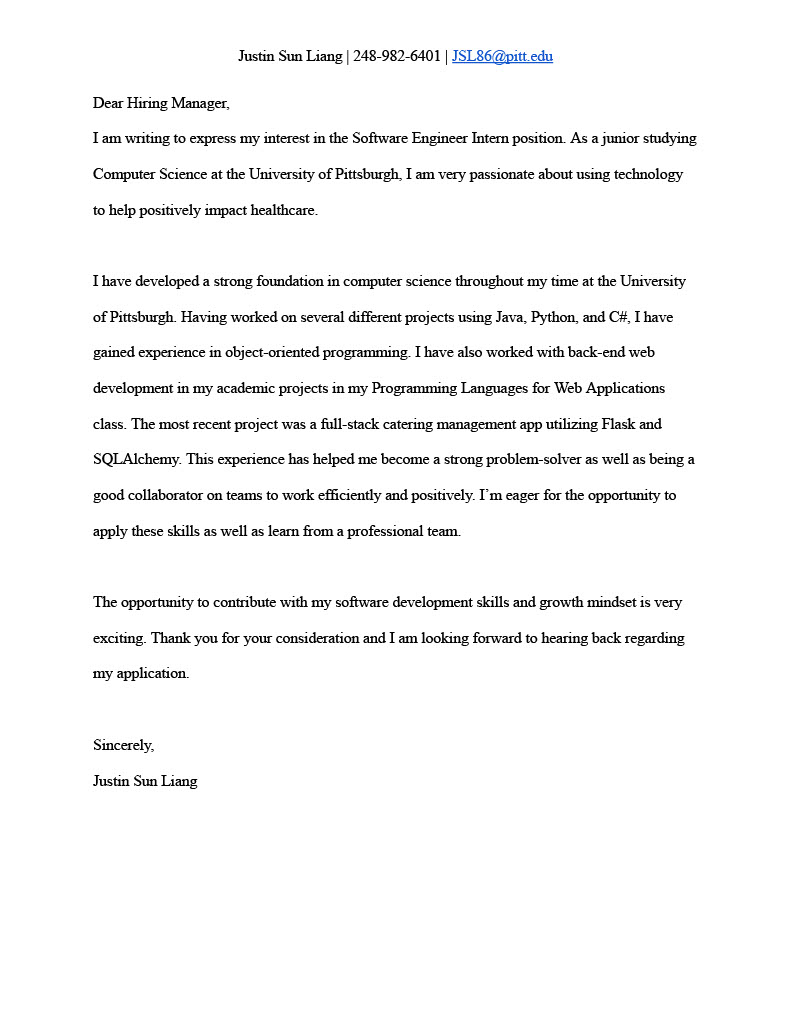 Justin Sun Liang | 248-982-6401 | JSL86@pitt.edu
Dear Hiring Manager,
I am writing to express my interest in the Software Engineer Intern position. As a junior studying
Computer Science at the University of Pittsburgh, I am very passionate about using technology
to help positively impact healthcare.
I have developed a strong foundation in computer science throughout my time at the University
of Pittsburgh. Having worked on several different projects using Java, Python, and C#, I have
gained experience in object-oriented programming. I have also worked with back-end web
development in my academic projects in my Programming Languages for Web Applications
class. The most recent project was a full-stack catering management app utilizing Flask and
SQLAlchemy. This experience has helped me become a strong problem-solver as well as being a
good collaborator on teams to work efficiently and positively. I’m eager for the opportunity to
apply these skills as well as learn from a professional team.
The opportunity to contribute with my software development skills and growth mindset is very
exciting. Thank you for your consideration and I am looking forward to hearing back regarding
my application.
Sincerely,
Justin Sun Liang